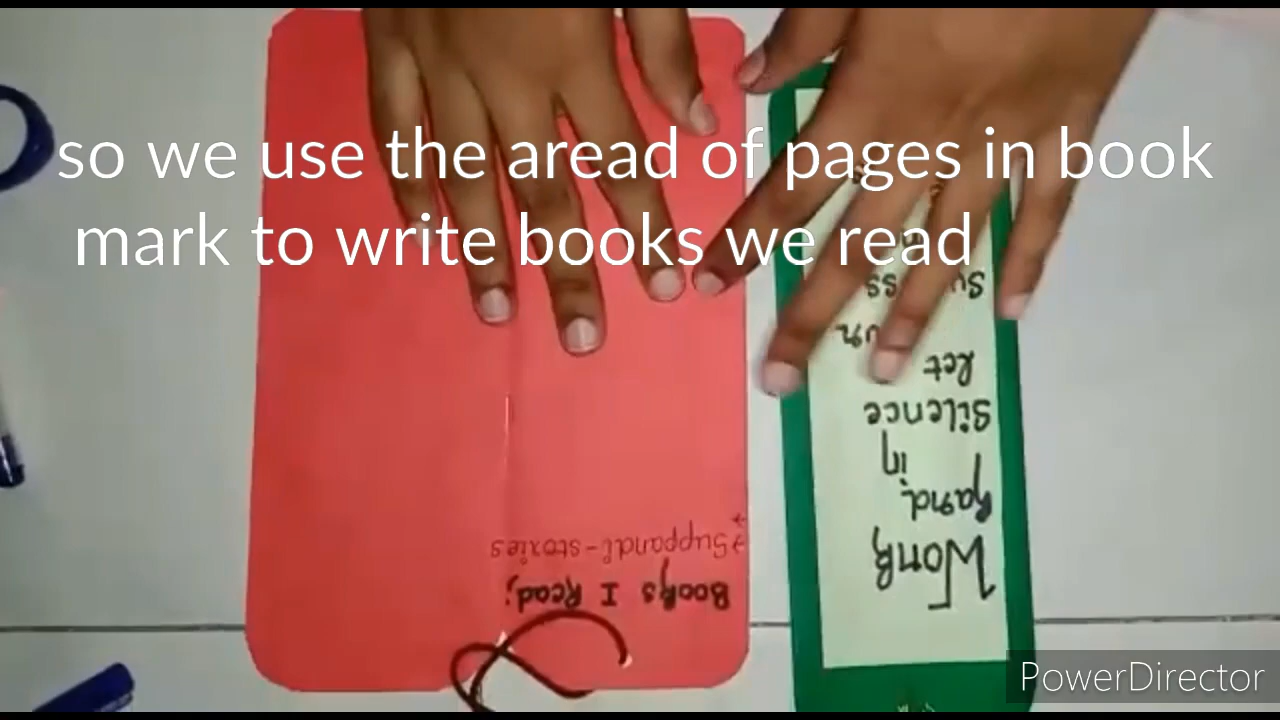 so we use the aread of pages in book
mark to write books we read
Books I Read;
→Suppandi-stories
→
Work
hard
in
Silence
let
PowerDirector